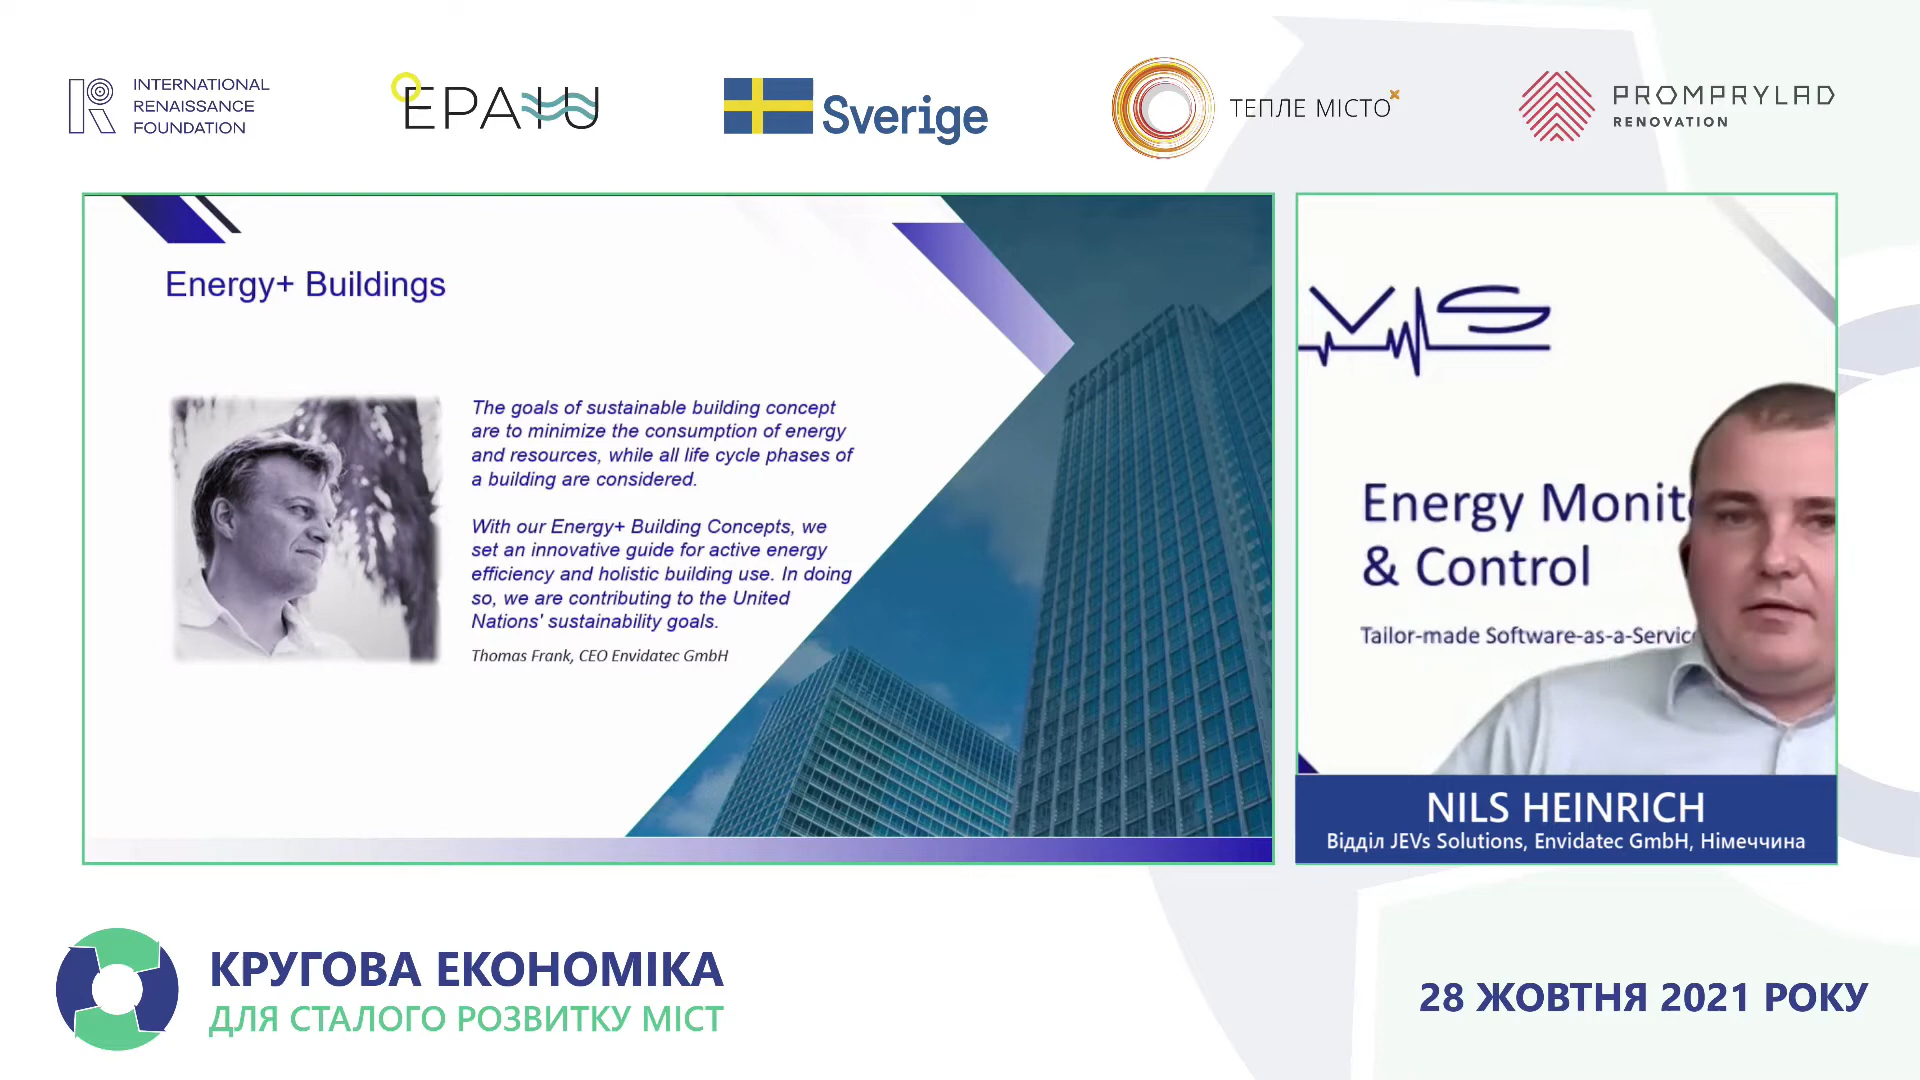 INTERNATIONAL
RENAISSANCE
FOUNDATION
EPAIU
Sverige
ТЕПЛЕ МІСТО
PROMPRYLAD
RENOVATION
Energy+ Buildings
The goals of sustainable building concept
are to minimize the consumption of energy
and resources, while all life cycle phases of
a building are considered.
With our Energy+ Building Concepts, we
set an innovative guide for active energy
efficiency and holistic building use. In doing
so, we are contributing to the United
Nations' sustainability goals.
Thomas Frank, CEO Envidatec GmbH
Energy Monit
& Control
Tailor-made Software-as-a-Servic
NILS HEINRICH
Відділ JEVs Solutions, Envidatec GmbH, Німеччина
КРУГОВА ЕКОНОМІКА
ДЛЯ СТАЛОГО РОЗВИТКУ МІСТ
28 ЖОВТНЯ 2021 РОКУ